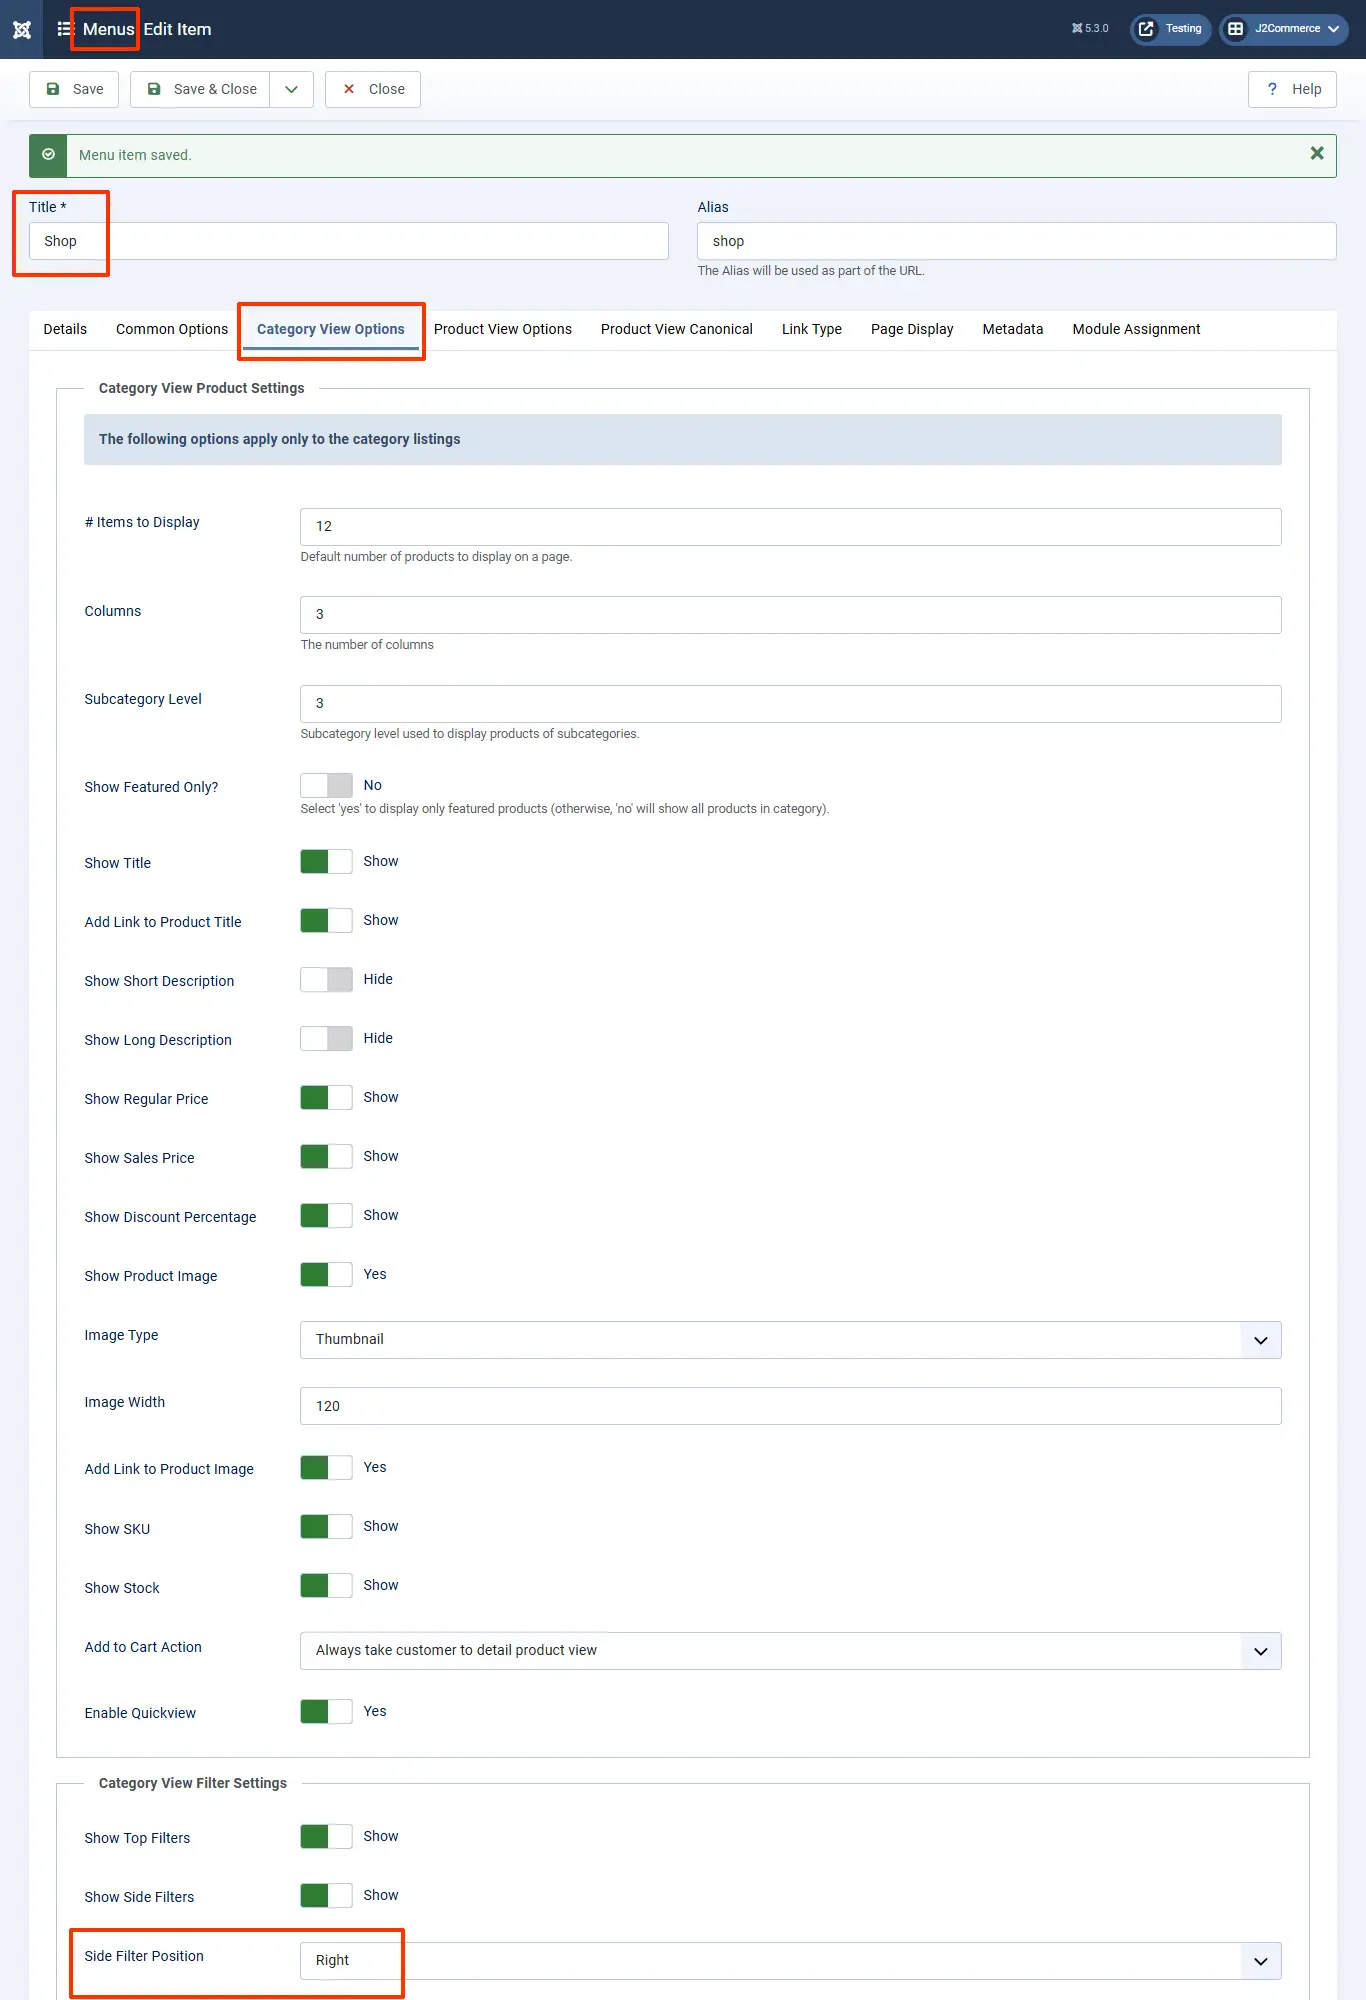 Menus Edit Item
5.3.0
Testing
J2Commerce
Save
Save & Close
Close
? Help
Menu item saved.
Title *
Shop
Alias
shop
The Alias will be used as part of the URL.
Details
Common Options
Category View Options
Product View Options
Product View Canonical
Link Type
Page Display
Metadata
Module Assignment
Category View Product Settings
The following options apply only to the category listings
# Items to Display
12
Default number of products to display on a page.
Columns
3
The number of columns
Subcategory Level
3
Subcategory level used to display products of subcategories.
Show Featured Only?
No
Select 'yes' to display only featured products (otherwise, 'no' will show all products in category).
Show Title
Show
Add Link to Product Title
Show
Show Short Description
Hide
Show Long Description
Hide
Show Regular Price
Show
Show Sales Price
Show
Show Discount Percentage
Show
Show Product Image
Yes
Image Type
Thumbnail
Image Width
120
Add Link to Product Image
Yes
Show SKU
Show
Show Stock
Show
Add to Cart Action
Always take customer to detail product view
Enable Quickview
Yes
Category View Filter Settings
Show Top Filters
Show
Show Side Filters
Show
Side Filter Position
Right